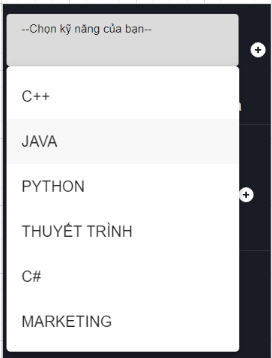 --Chọn kỹ năng của bạn--
C++
JAVA
PYTHON
THUYẾT TRÌNH
C#
MARKETING